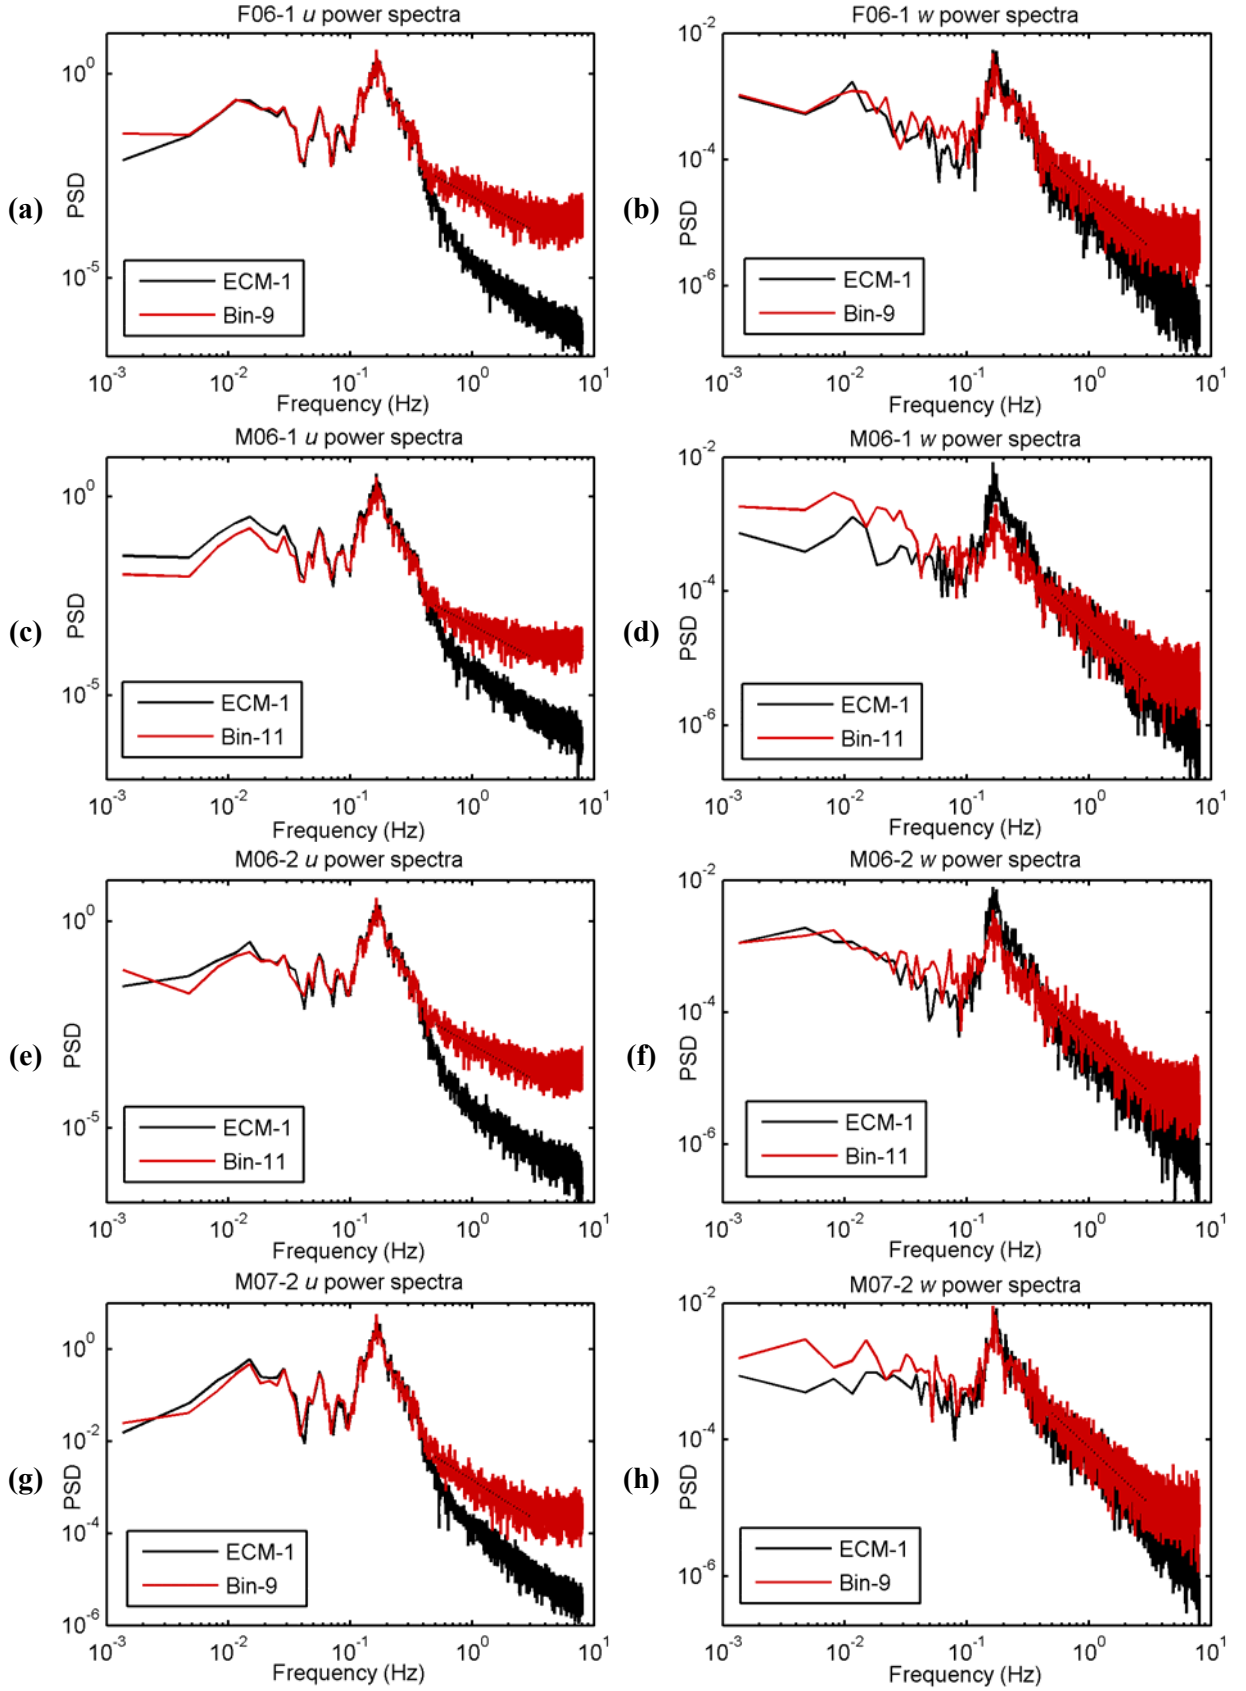 F06-1 u power spectra
F06-1 w power spectra
(a)
PSD
10^0
10^-5
ECM-1
Bin-9
10^-3 10^-2 10^-1 10^0 10^1
Frequency (Hz)
(b)
PSD
10^-2
10^-4
10^-6
ECM-1
Bin-9
10^-3 10^-2 10^-1 10^0 10^1
Frequency (Hz)
M06-1 u power spectra
M06-1 w power spectra
(c)
PSD
10^0
10^-5
ECM-1
Bin-11
10^-3 10^-2 10^-1 10^0 10^1
Frequency (Hz)
(d)
PSD
10^-2
10^-4
10^-6
ECM-1
Bin-11
10^-3 10^-2 10^-1 10^0 10^1
Frequency (Hz)
M06-2 u power spectra
M06-2 w power spectra
(e)
PSD
10^0
10^-5
ECM-1
Bin-11
10^-3 10^-2 10^-1 10^0 10^1
Frequency (Hz)
(f)
PSD
10^-2
10^-4
10^-6
ECM-1
Bin-11
10^-3 10^-2 10^-1 10^0 10^1
Frequency (Hz)
M07-2 u power spectra
M07-2 w power spectra
(g)
PSD
10^0
10^-2
10^-4
10^-6
ECM-1
Bin-9
10^-3 10^-2 10^-1 10^0 10^1
Frequency (Hz)
(h)
PSD
10^-2
10^-4
10^-6
ECM-1
Bin-9
10^-3 10^-2 10^-1 10^0 10^1
Frequency (Hz)